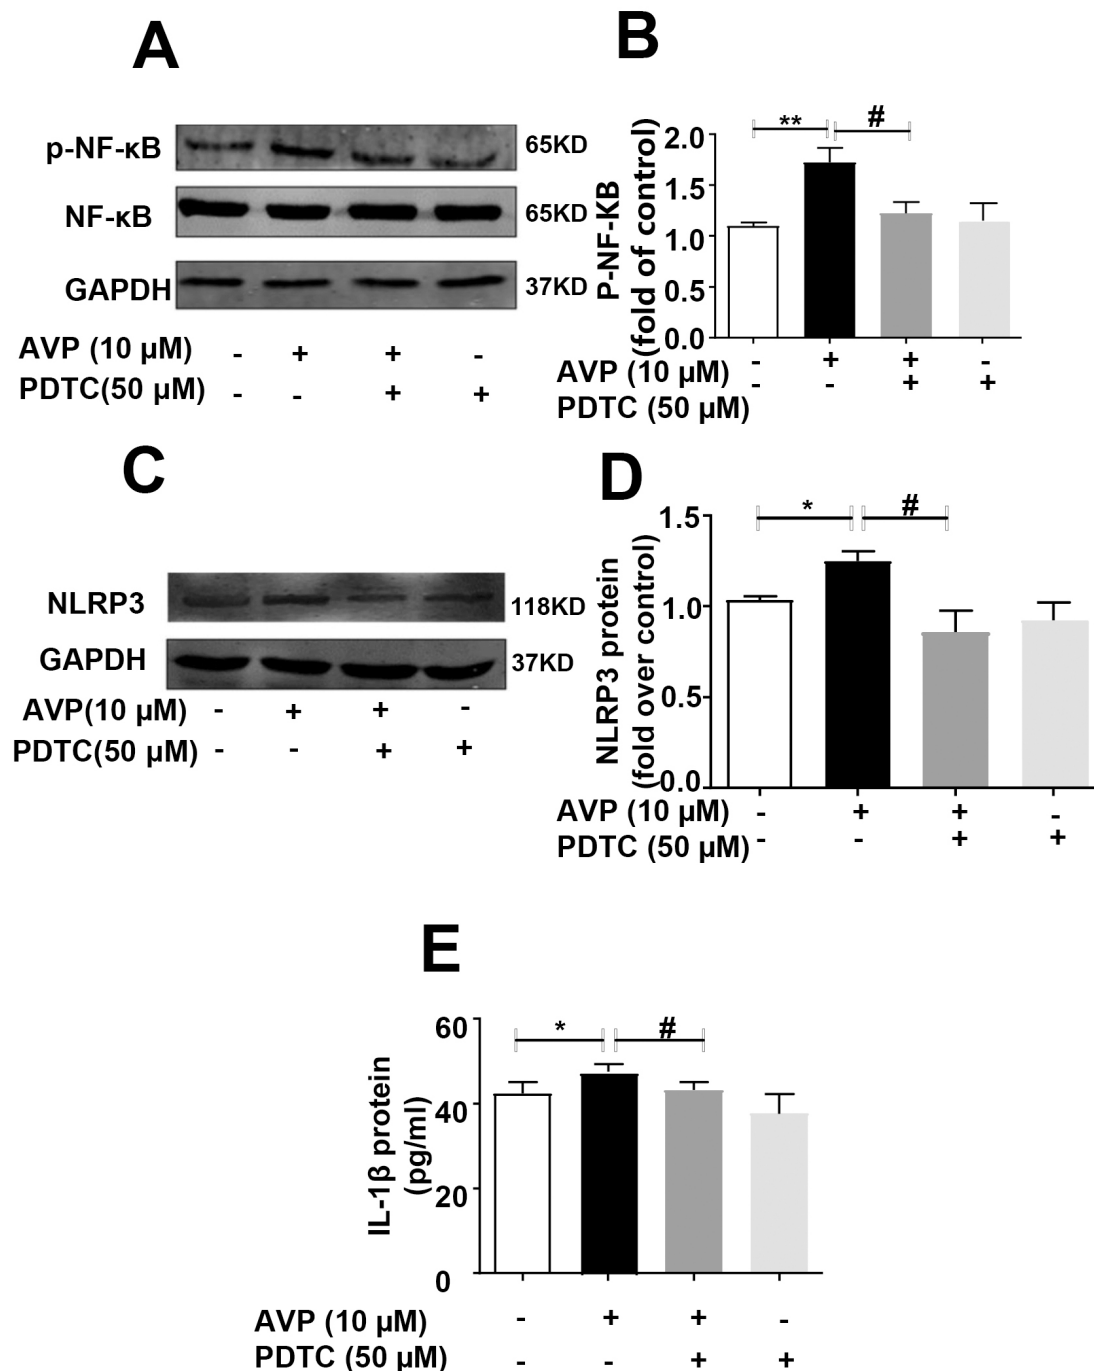 A
p-NF-κB 65KD
NF-κB 65KD
GAPDH 37KD
AVP (10 µM) - + + -
PDTC(50 µM) - - + +
B
** #
P-NF-KB
(fold of control)
2.0
1.5
1.0
0.5
0.0
AVP (10 µM) - + + -
PDTC (50 µM) - - + +
C
NLRP3 118KD
GAPDH 37KD
AVP(10 µM) - + + -
PDTC(50 µM) - - + +
D
* #
NLRP3 protein
(fold over control)
1.5
1.0
0.5
0.0
AVP (10 µM) - + + -
PDTC (50 µM) - - + +
E
* #
IL-1β protein
(pg/ml)
60
40
20
0
AVP (10 µM) - + + -
PDTC (50 µM) - - + +